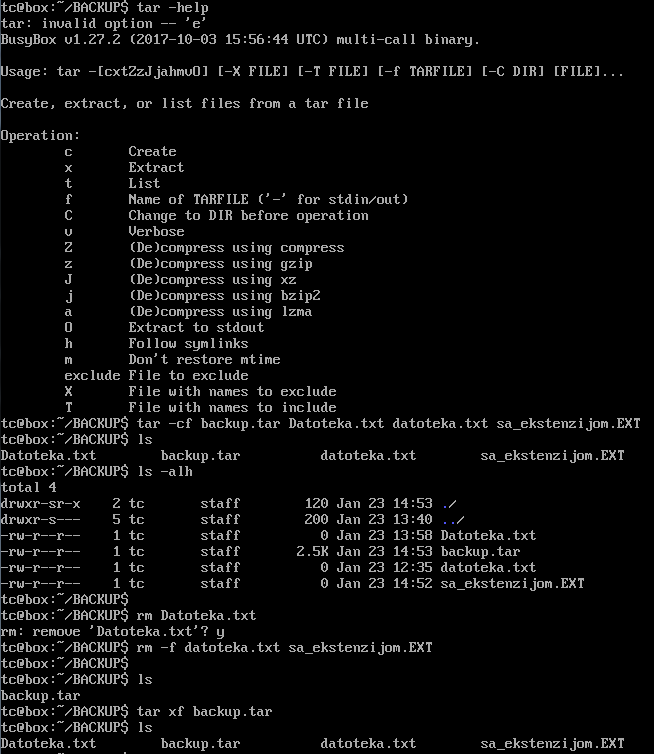 tc@box:~/BACKUP$ tar -help
tar: invalid option -- 'e'
BusyBox v1.27.2 (2017-10-03 15:56:44 UTC) multi-call binary.
Usage: tar -[cxtZzJjahmvO] [-X FILE] [-T FILE] [-f TARFILE] [-C DIR] [FILE]...
Create, extract, or list files from a tar file
Operation:
c Create
x Extract
t List
f Name of TARFILE ('-' for stdin/out)
C Change to DIR before operation
v Verbose
Z (De)compress using compress
z (De)compress using gzip
J (De)compress using xz
j (De)compress using bzip2
a (De)compress using lzma
O Extract to stdout
h Follow symlinks
m Don't restore mtime
exclude File to exclude
X File with names to exclude
T File with names to include
tc@box:~/BACKUP$ tar -cf backup.tar Datoteka.txt datoteka.txt sa_ekstenzijom.EXT
tc@box:~/BACKUP$ ls
Datoteka.txt backup.tar datoteka.txt sa_ekstenzijom.EXT
tc@box:~/BACKUP$ ls -alh
total 4
drwxr-sr-x 2 tc staff 120 Jan 23 14:53 ./
drwxr-s--- 5 tc staff 200 Jan 23 13:40 ../
-rw-r--r-- 1 tc staff 0 Jan 23 13:58 Datoteka.txt
-rw-r--r-- 1 tc staff 2.5K Jan 23 14:53 backup.tar
-rw-r--r-- 1 tc staff 0 Jan 23 12:35 datoteka.txt
-rw-r--r-- 1 tc staff 0 Jan 23 14:52 sa_ekstenzijom.EXT
tc@box:~/BACKUP$
tc@box:~/BACKUP$ rm Datoteka.txt
rm: remove 'Datoteka.txt'? y
tc@box:~/BACKUP$ rm -f datoteka.txt sa_ekstenzijom.EXT
tc@box:~/BACKUP$
tc@box:~/BACKUP$ ls
backup.tar
tc@box:~/BACKUP$ tar xf backup.tar
tc@box:~/BACKUP$ ls
Datoteka.txt backup.tar datoteka.txt sa_ekstenzijom.EXT